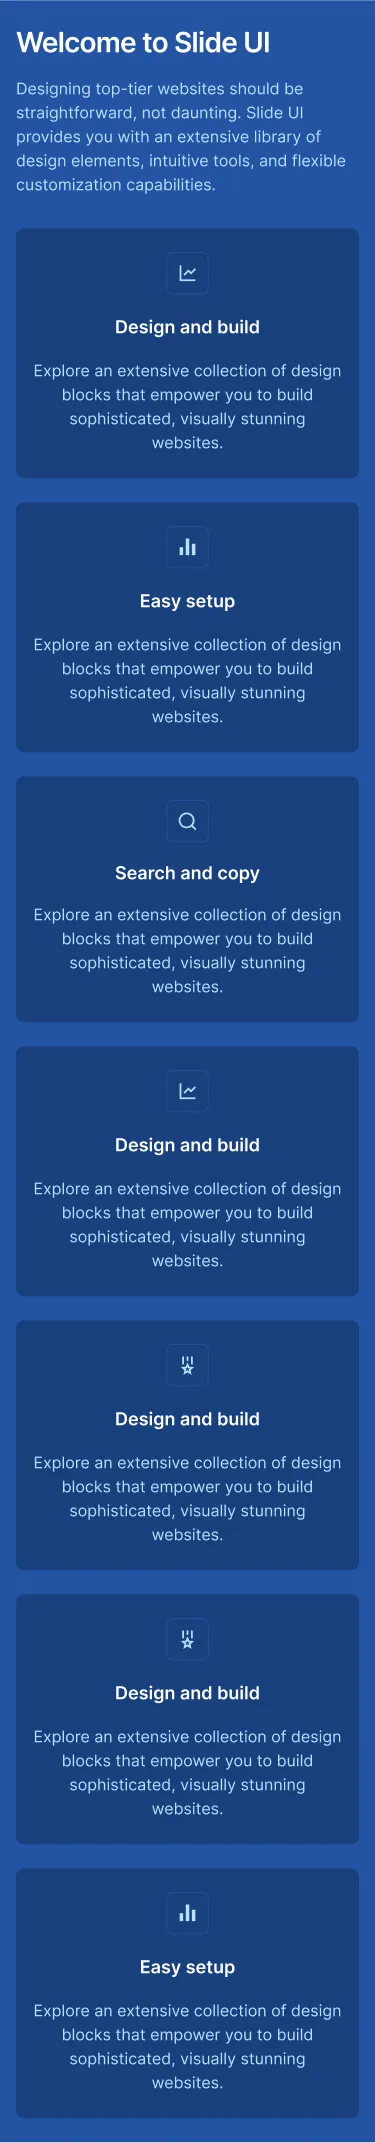 Welcome to Slide UI
Designing top-tier websites should be
straightforward, not daunting. Slide UI
provides you with an extensive library of
design elements, intuitive tools, and flexible
customization capabilities.
Design and build
Explore an extensive collection of design
blocks that empower you to build
sophisticated, visually stunning
websites.
Easy setup
Explore an extensive collection of design
blocks that empower you to build
sophisticated, visually stunning
websites.
Search and copy
Explore an extensive collection of design
blocks that empower you to build
sophisticated, visually stunning
websites.
Design and build
Explore an extensive collection of design
blocks that empower you to build
sophisticated, visually stunning
websites.
Design and build
Explore an extensive collection of design
blocks that empower you to build
sophisticated, visually stunning
websites.
Design and build
Explore an extensive collection of design
blocks that empower you to build
sophisticated, visually stunning
websites.
Easy setup
Explore an extensive collection of design
blocks that empower you to build
sophisticated, visually stunning
websites.